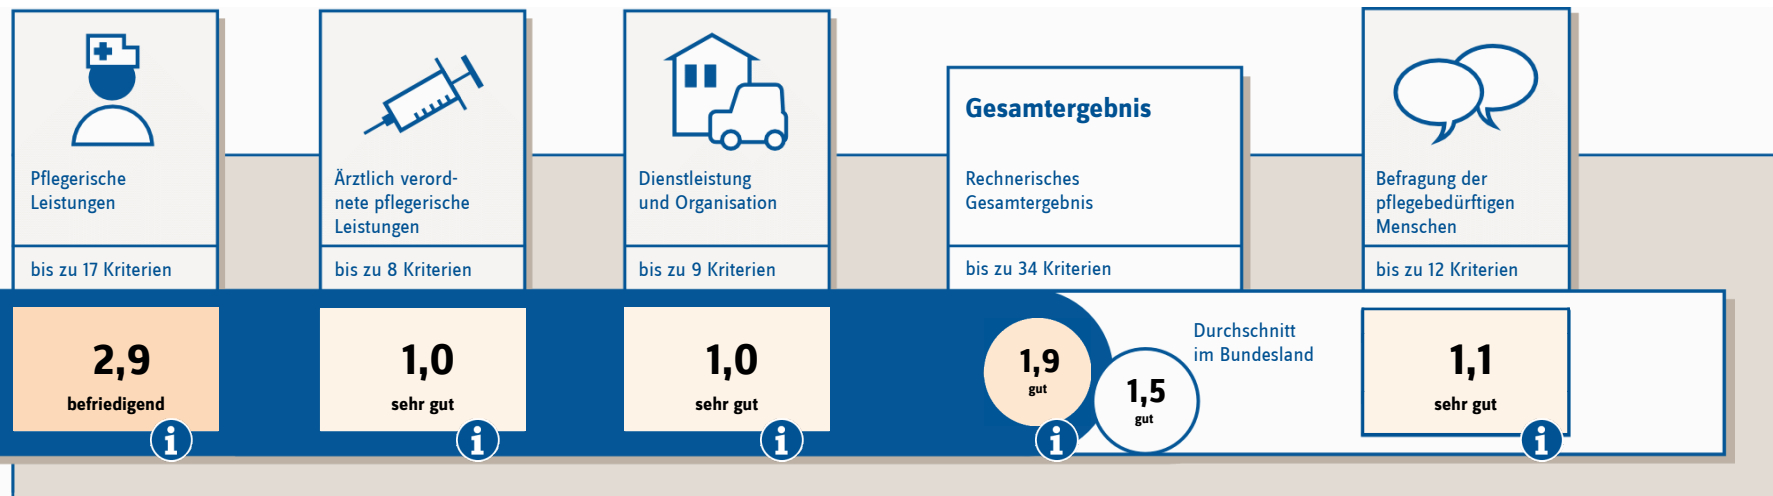 Pflegerische
Leistungen
bis zu 17 Kriterien
2,9
befriedigend
i
Ärztlich verord-
nete pflegerische
Leistungen
bis zu 8 Kriterien
1,0
sehr gut
i
Dienstleistung
und Organisation
bis zu 9 Kriterien
1,0
sehr gut
i
Gesamtergebnis
Rechnerisches
Gesamtergebnis
bis zu 34 Kriterien
1,9
gut
i
1,5
gut
Durchschnitt
im Bundesland
Befragung der
pflegebedürftigen
Menschen
bis zu 12 Kriterien
1,1
sehr gut
i